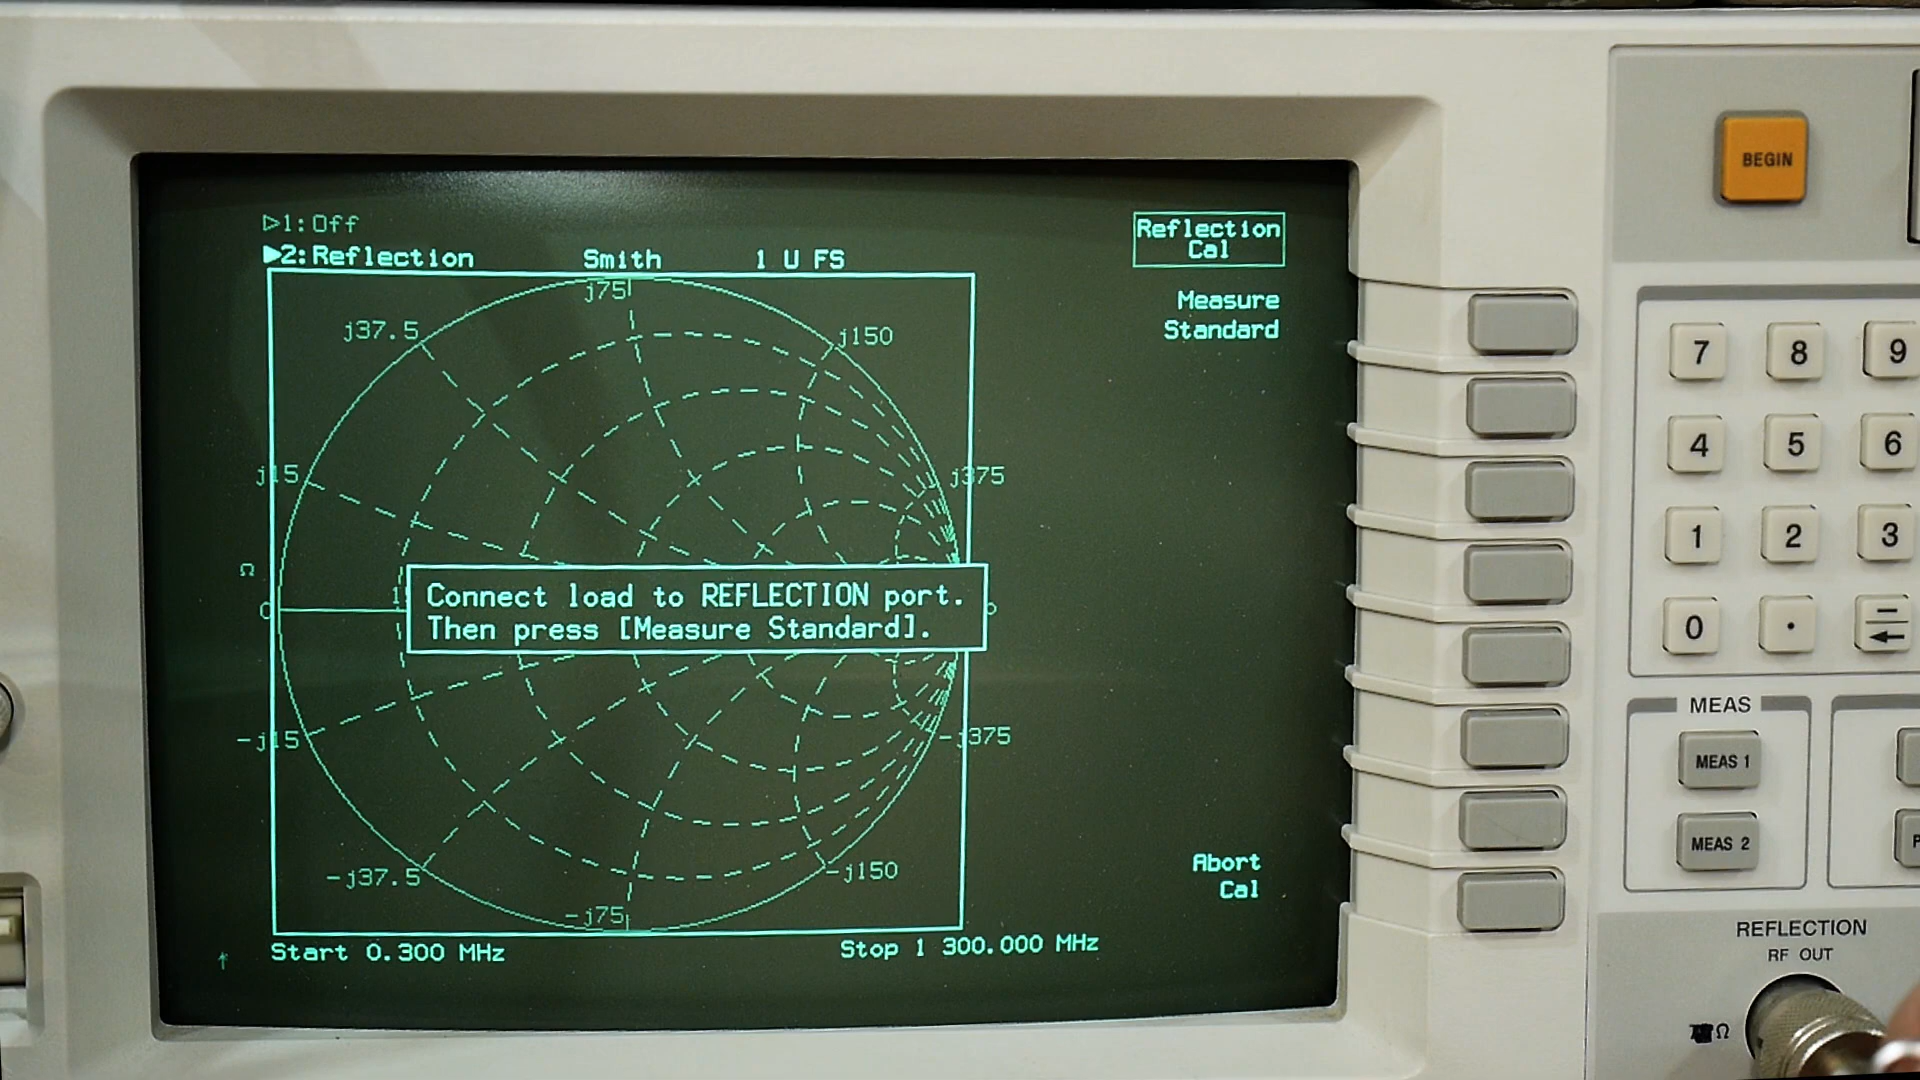 ▷1:Off
▶2:Reflection Smith 1 U FS
Reflection
Cal
Measure
Standard
j75
j37.5
j150
j15
j375
Ω
0
Connect load to REFLECTION port.
Then press [Measure Standard].
-j15
-j375
-j37.5
-j150
-j75
Abort
Cal
Start 0.300 MHz Stop 1 300.000 MHz
BEGIN
7 8 9
4 5 6
1 2 3
0 .
MEAS
MEAS 1
MEAS 2
REFLECTION
RF OUT
Ω